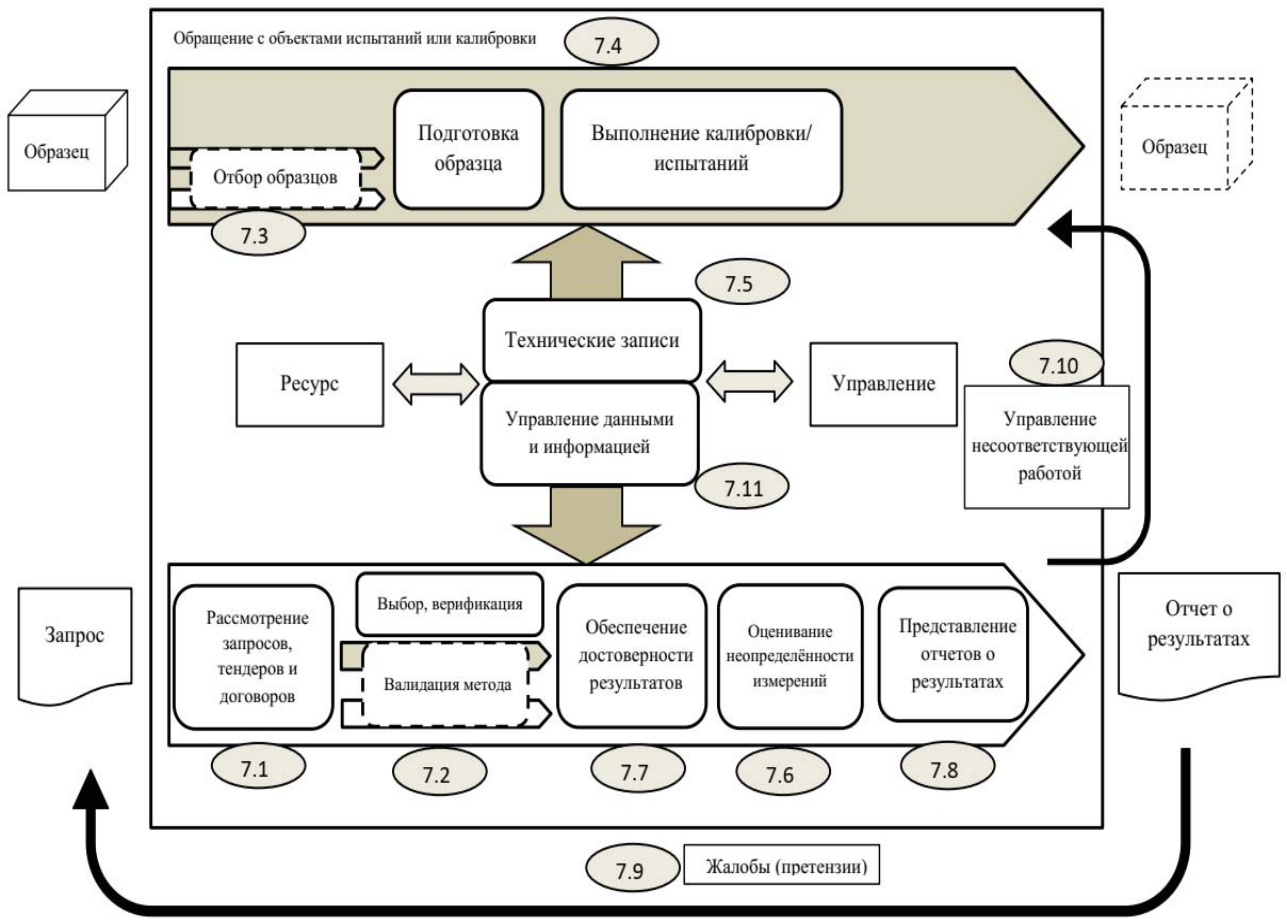 Обращение с объектами испытаний или калибровки
7.4
Образец
Подготовка
образца
Выполнение калибровки/
испытаний
Отбор образцов
Образец
7.3
7.5
Технические записи
Ресурс
Управление
7.10
Управление данными
и информацией
Управление
несоответствующей
работой
7.11
Запрос
Рассмотрение
запросов,
тендеров и
договоров
Выбор, верификация
Валидация метода
Обеспечение
достоверности
результатов
Оценивание
неопределённости
измерений
Представление
отчетов о
результатах
Отчет о
результатах
7.1
7.2
7.7
7.6
7.8
7.9
Жалобы (претензии)